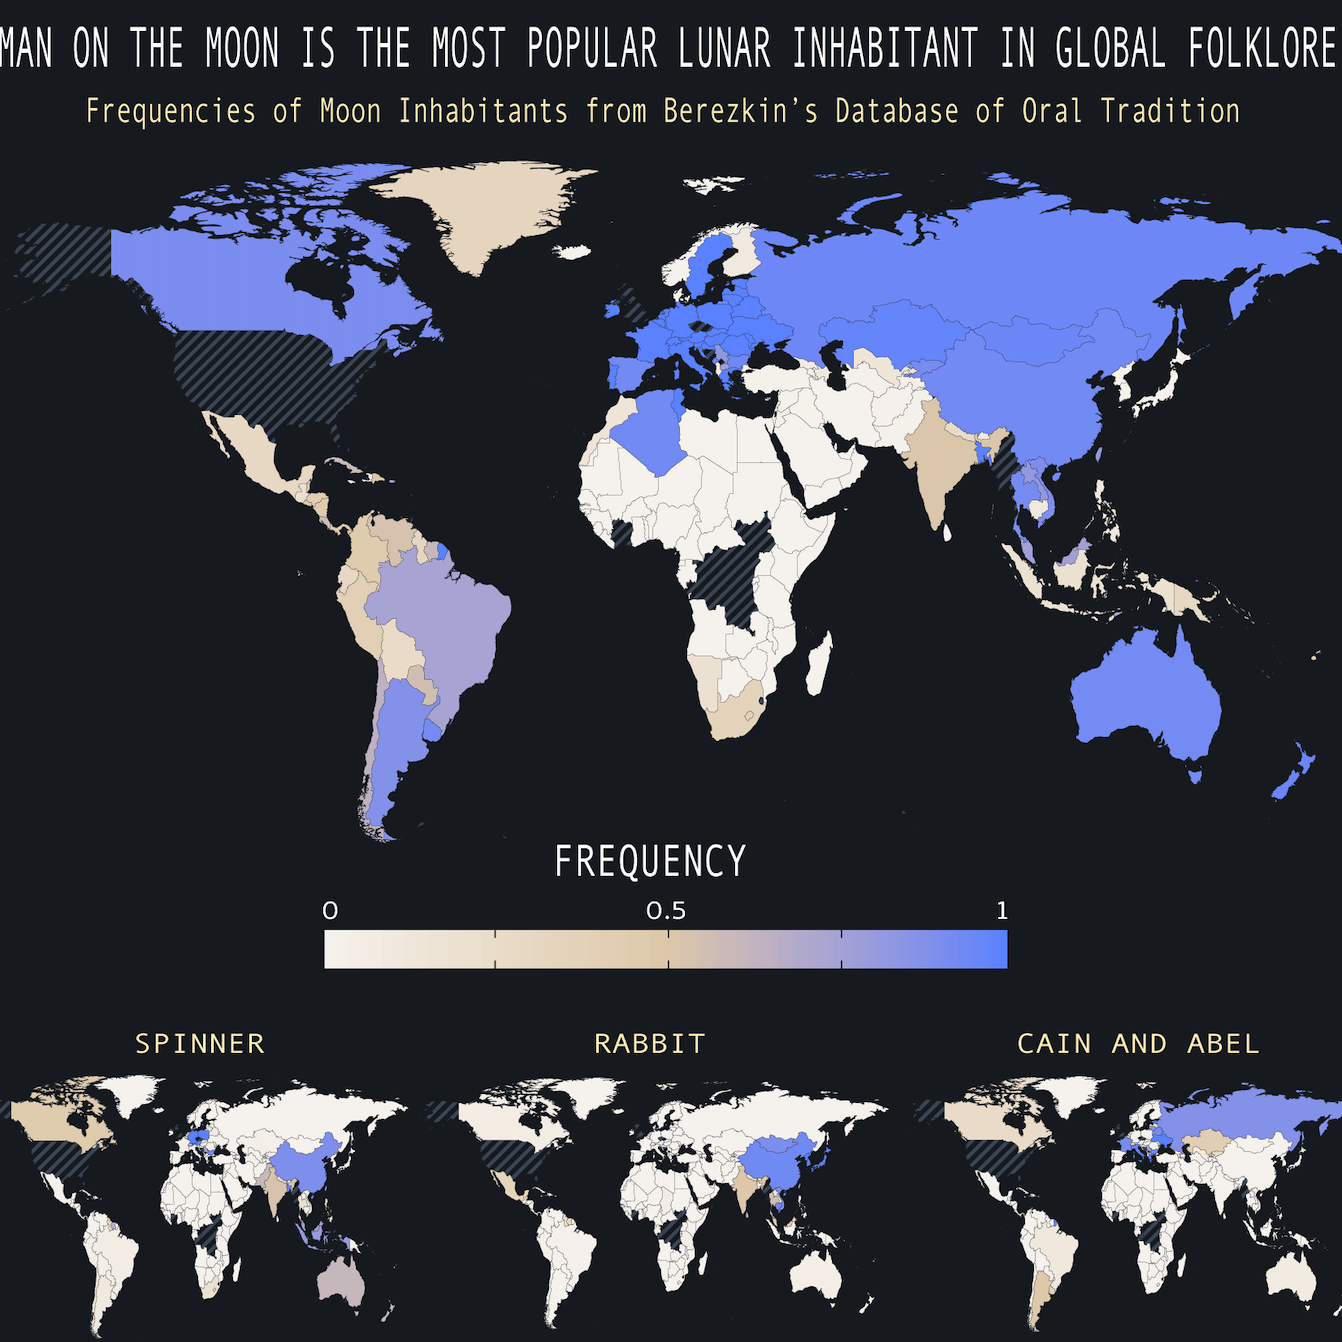 MAN ON THE MOON IS THE MOST POPULAR LUNAR INHABITANT IN GLOBAL FOLKLORE
Frequencies of Moon Inhabitants from Berezkin’s Database of Oral Tradition
FREQUENCY
0 0.5 1
SPINNER RABBIT CAIN AND ABEL